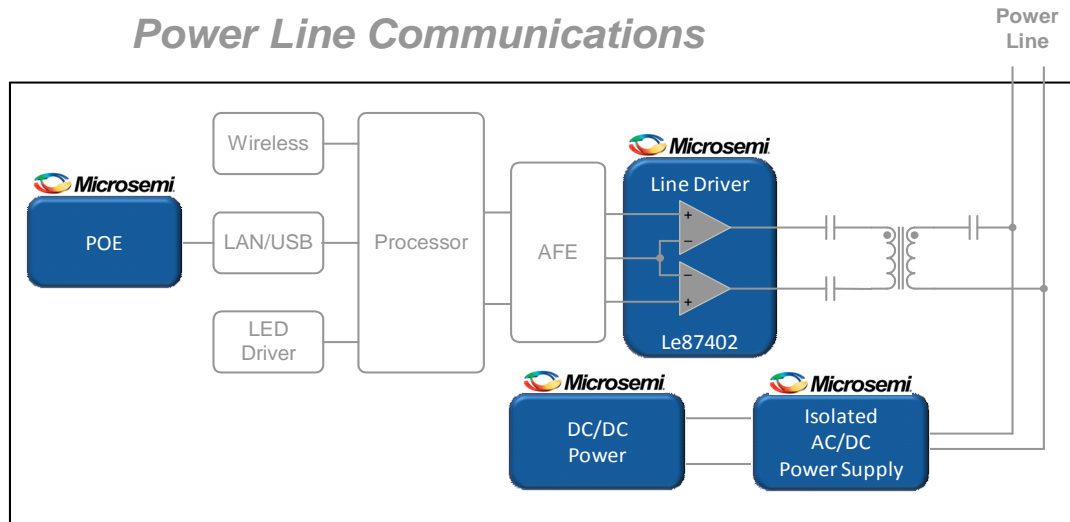 Power Line Communications
Power
Line
Wireless
Microsemi.
POE
LAN/USB
LED
Driver
Processor
AFE
Microsemi.
Line Driver
+
−
−
+
Le87402
Microsemi.
DC/DC
Power
Microsemi.
Isolated
AC/DC
Power Supply